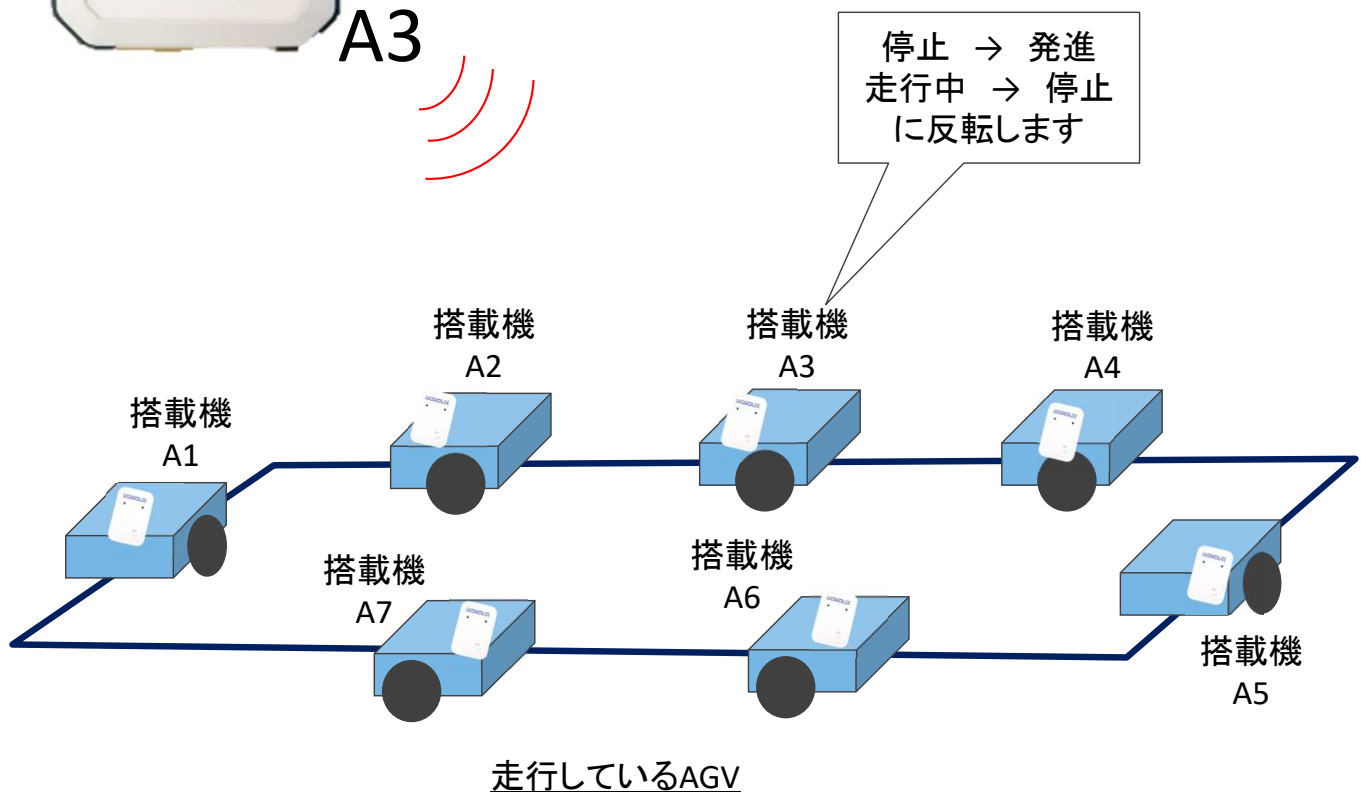 A3
停止 → 発進
走行中 → 停止
に反転します
搭載機
A2
搭載機
A3
搭載機
A4
搭載機
A1
搭載機
A7
搭載機
A6
搭載機
A5
走行しているAGV